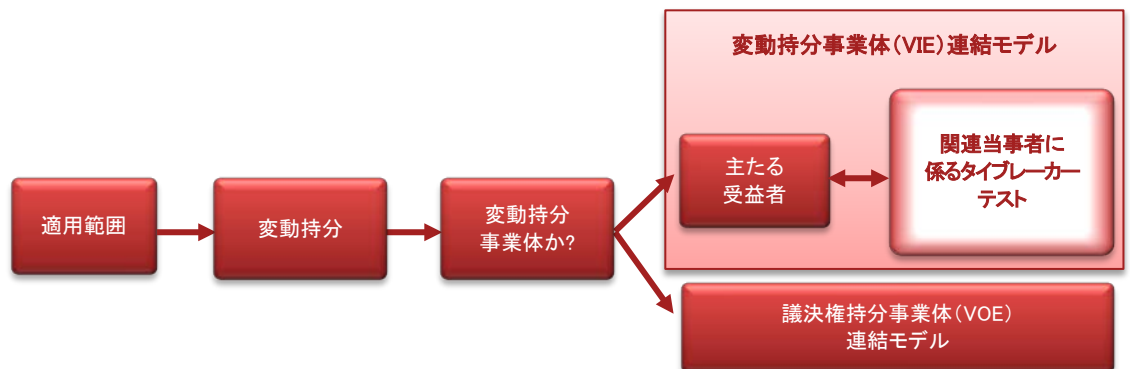 変動持分事業体(VIE)連結モデル
適用範囲
変動持分
変動持分
事業体か?
主たる
受益者
関連当事者に
係るタイブレーカー
テスト
議決権持分事業体(VOE)
連結モデル